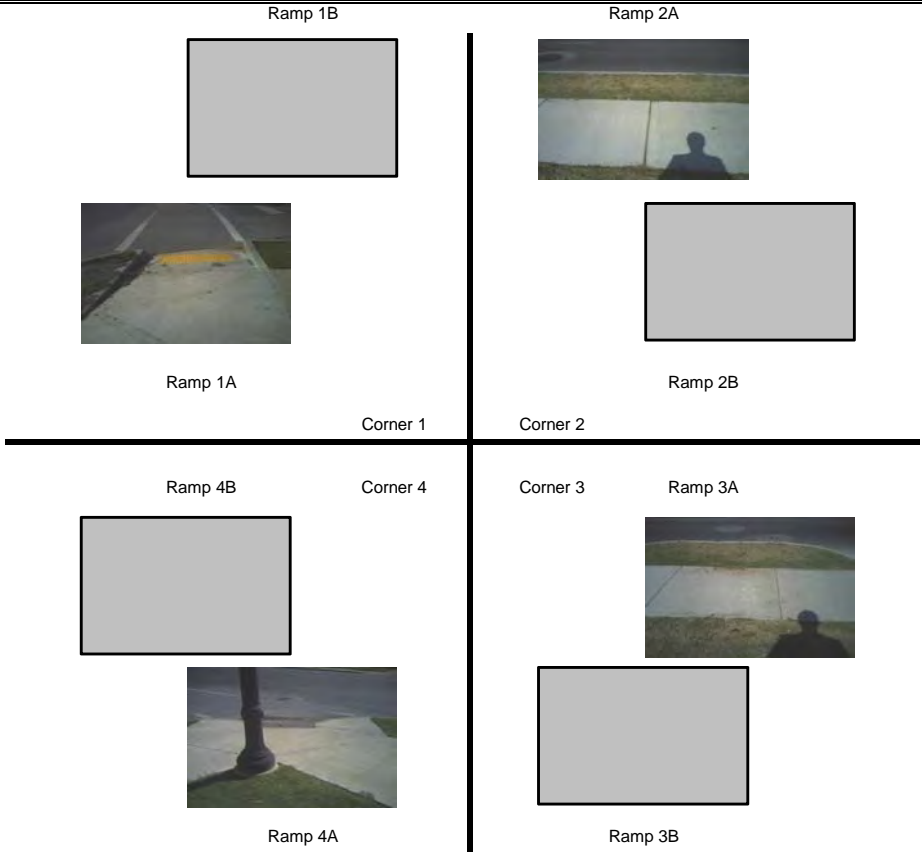 Ramp 1B
Ramp 2A
Ramp 1A
Ramp 2B
Corner 1
Corner 2
Ramp 4B
Corner 4
Corner 3
Ramp 3A
Ramp 4A
Ramp 3B